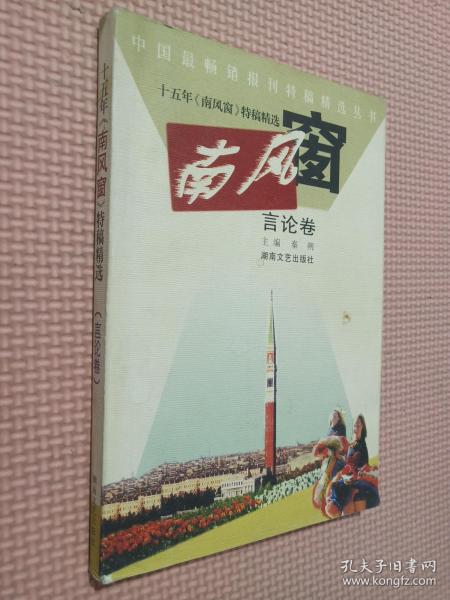 中国最畅销报刊特稿精选丛书
十五年《南风窗》特稿精选
南风窗
言论卷
主编 秦朔
湖南文艺出版社
十五年《南风窗》特稿精选
（言论卷）
孔夫子旧书网
www.kongfz.com